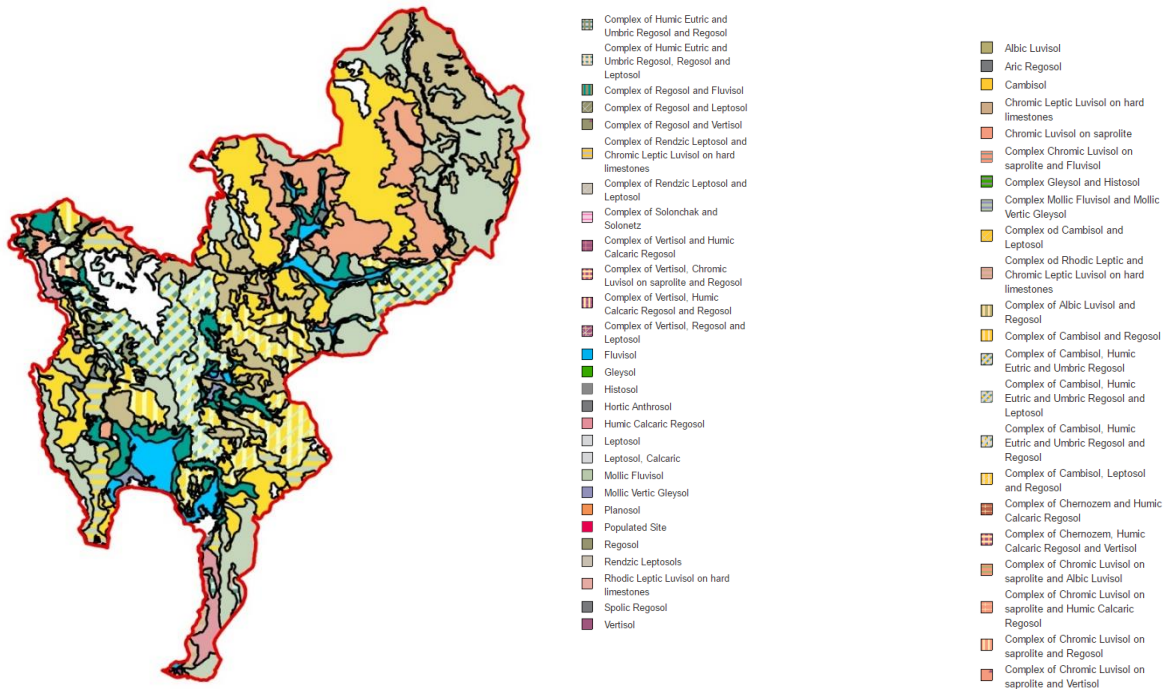 Complex of Humic Eutric and
Umbric Regosol and Regosol
Complex of Humic Eutric and
Umbric Regosol, Regosol and
Leptosol
Complex of Regosol and Fluvisol
Complex of Regosol and Leptosol
Complex of Regosol and Vertisol
Complex of Rendzic Leptosol and
Chromic Leptic Luvisol on hard
limestones
Complex of Rendzic Leptosol and
Leptosol
Complex of Solonchak and
Solonetz
Complex of Vertisol and Humic
Calcaric Regosol
Complex of Vertisol, Chromic
Luvisol on saprolite and Regosol
Complex of Vertisol, Humic
Calcaric Regosol and Regosol
Complex of Vertisol, Regosol and
Leptosol
Fluvisol
Gleysol
Histosol
Hortic Anthrosol
Humic Calcaric Regosol
Leptosol
Leptosol, Calcaric
Mollic Fluvisol
Mollic Vertic Gleysol
Planosol
Populated Site
Regosol
Rendzic Leptosols
Rhodic Leptic Luvisol on hard
limestones
Spolic Regosol
Vertisol
Albic Luvisol
Aric Regosol
Cambisol
Chromic Leptic Luvisol on hard
limestones
Chromic Luvisol on saprolite
Complex Chromic Luvisol on
saprolite and Fluvisol
Complex Gleysol and Histosol
Complex Mollic Fluvisol and Mollic
Vertic Gleysol
Complex od Cambisol and
Leptosol
Complex od Rhodic Leptic and
Chromic Leptic Luvisol on hard
limestones
Complex of Albic Luvisol and
Regosol
Complex of Cambisol and Regosol
Complex of Cambisol, Humic
Eutric and Umbric Regosol
Complex of Cambisol, Humic
Eutric and Umbric Regosol and
Leptosol
Complex of Cambisol, Humic
Eutric and Umbric Regosol and
Regosol
Complex of Cambisol, Leptosol
and Regosol
Complex of Chernozem and Humic
Calcaric Regosol
Complex of Chernozem, Humic
Calcaric Regosol and Vertisol
Complex of Chromic Luvisol on
saprolite and Albic Luvisol
Complex of Chromic Luvisol on
saprolite and Humic Calcaric
Regosol
Complex of Chromic Luvisol on
saprolite and Regosol
Complex of Chromic Luvisol on
saprolite and Vertisol